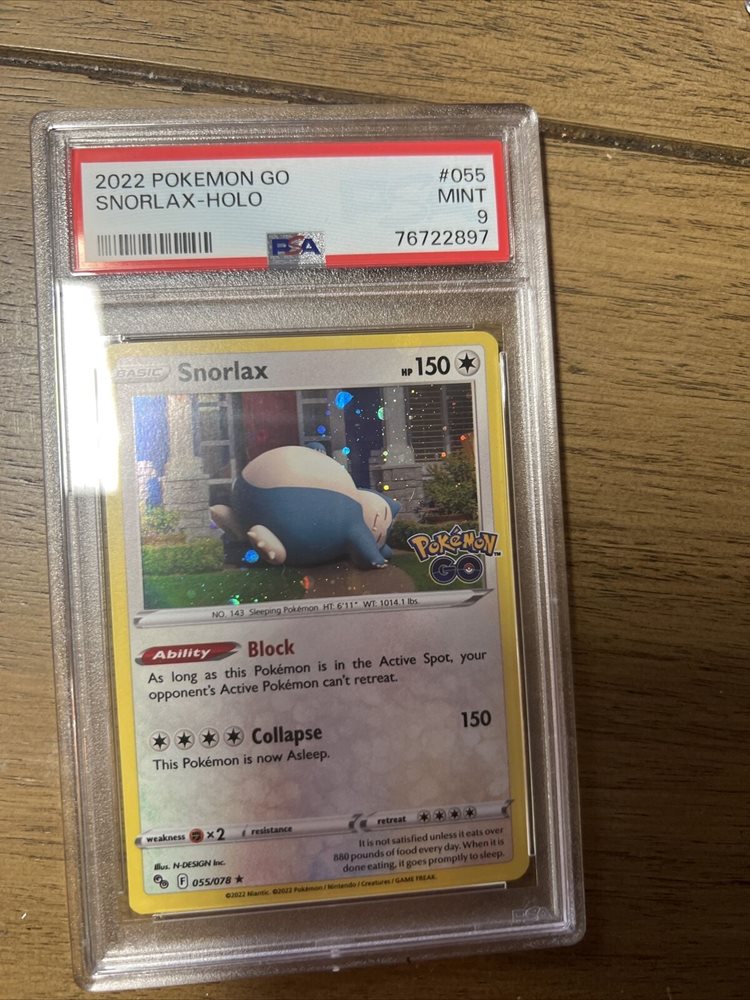 2022 POKEMON GO
#055
SNORLAX-HOLO
MINT
9
76722897
PSA
BASIC
Snorlax
HP 150
Pokémon
GO
NO. 143 Sleeping Pokémon HT: 6'11" WT: 1014.1 lbs.
Ability Block
As long as this Pokémon is in the Active Spot, your
opponent's Active Pokémon can't retreat.
Collapse 150
This Pokémon is now Asleep.
weakness ×2 resistance retreat
It is not satisfied unless it eats over
880 pounds of food every day. When it is
done eating, it goes promptly to sleep.
Illus. N-DESIGN Inc.
F 055/078 ★
©2022 Niantic. ©2022 Pokémon / Nintendo / Creatures / GAME FREAK.